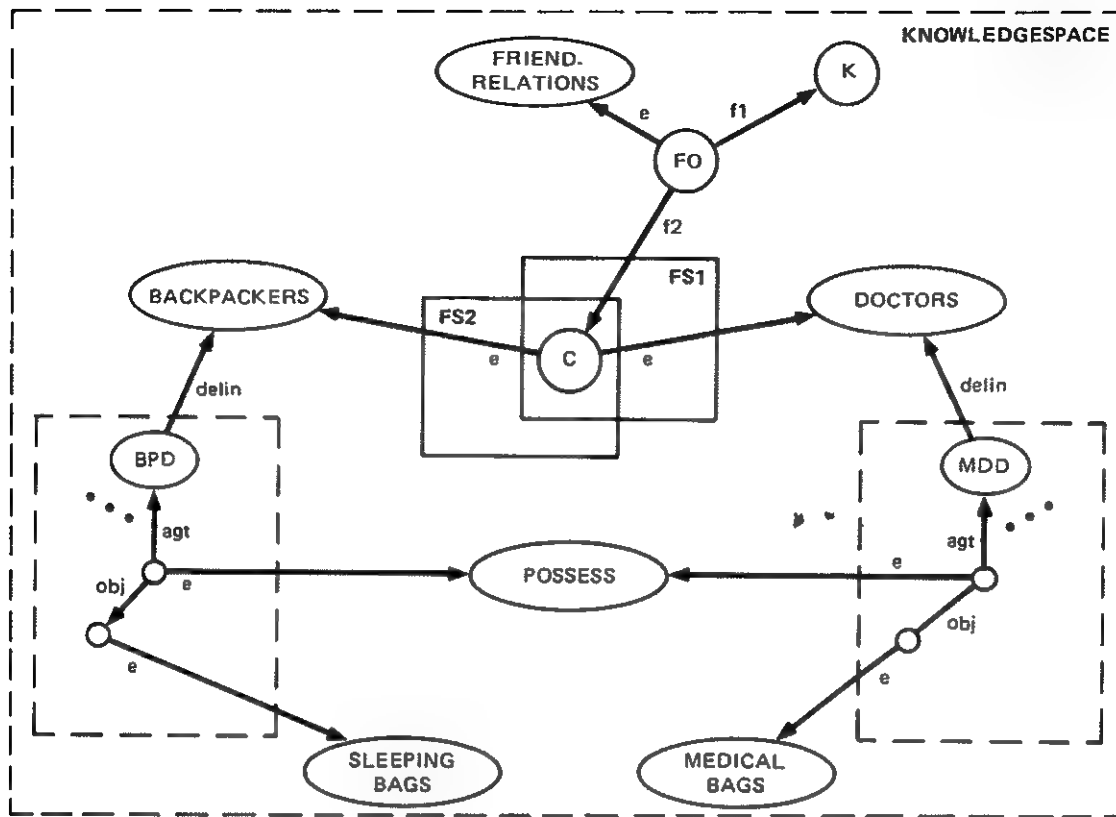 KNOWLEDGESPACE
FRIEND-
RELATIONS
K
e
f1
FO
f2
FS1
BACKPACKERS
DOCTORS
FS2
e
C
e
delin
delin
BPD
MDD
agt
agt
obj
e
POSSESS
e
obj
e
e
SLEEPING
BAGS
MEDICAL
BAGS